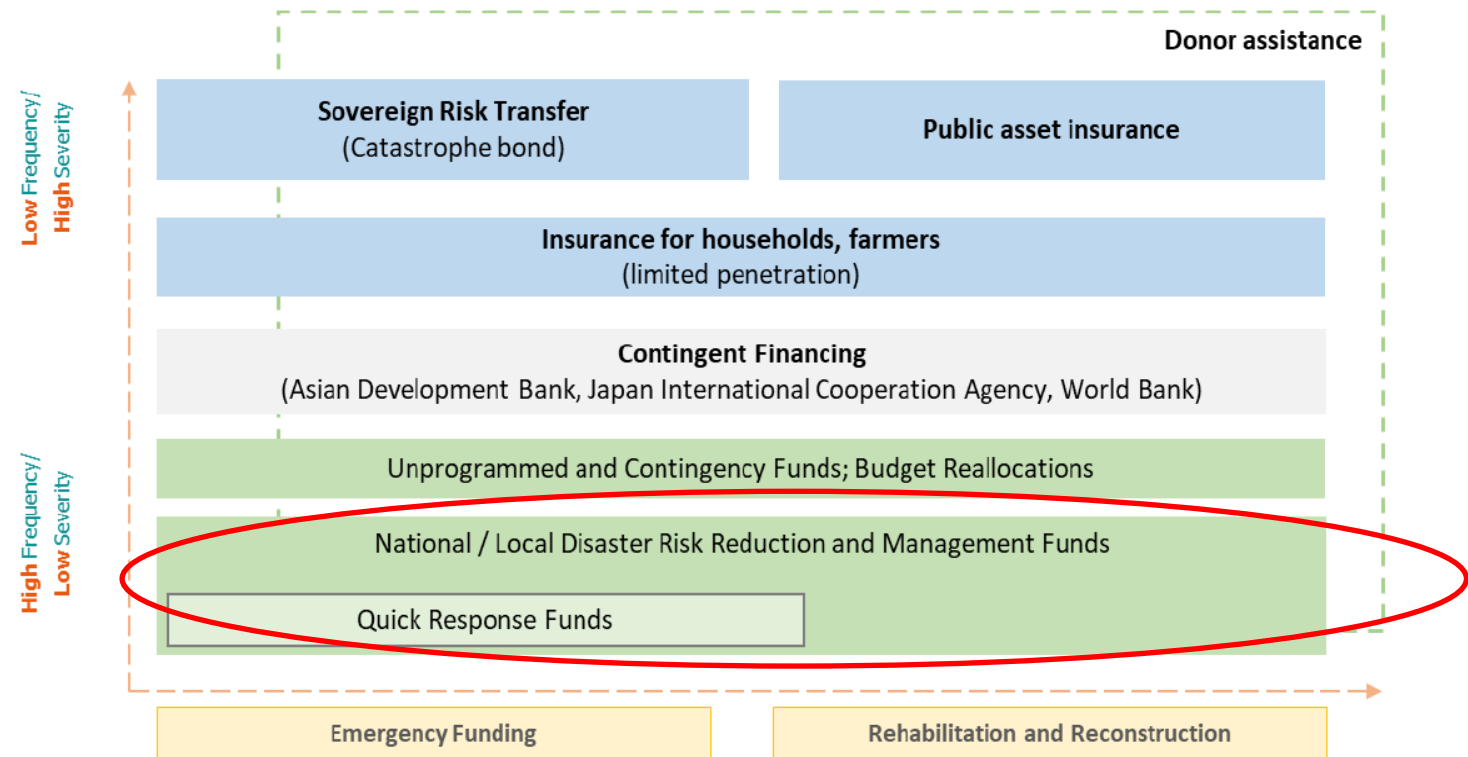 Donor assistance
Low Frequency/
High Severity
Sovereign Risk Transfer
(Catastrophe bond)
Public asset insurance
Insurance for households, farmers
(limited penetration)
Contingent Financing
(Asian Development Bank, Japan International Cooperation Agency, World Bank)
High Frequency/
Low Severity
Unprogrammed and Contingency Funds; Budget Reallocations
National / Local Disaster Risk Reduction and Management Funds
Quick Response Funds
Emergency Funding
Rehabilitation and Reconstruction